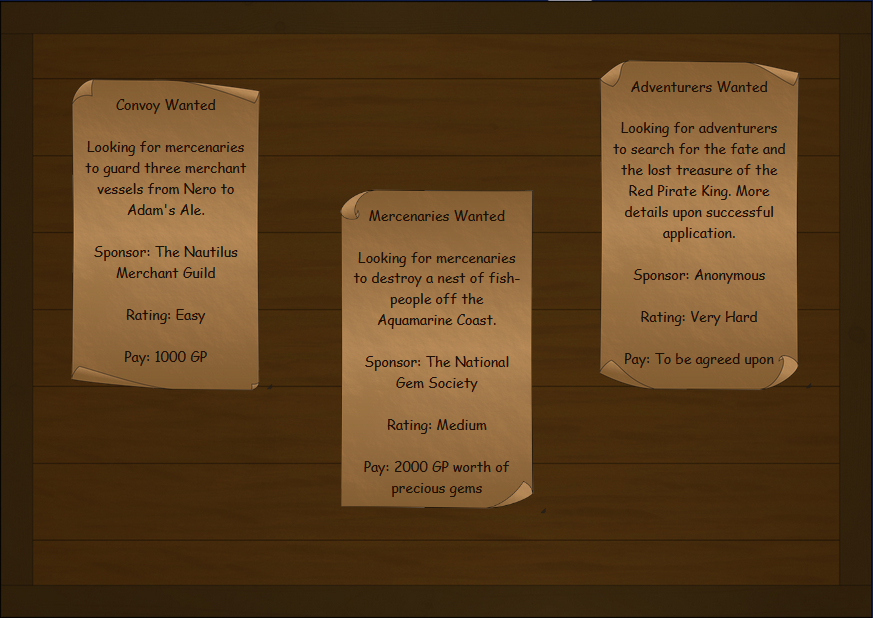 Convoy Wanted
Looking for mercenaries
to guard three merchant
vessels from Nero to
Adam's Ale.
Sponsor: The Nautilus
Merchant Guild
Rating: Easy
Pay: 1000 GP
Mercenaries Wanted
Looking for mercenaries
to destroy a nest of fish-
people off the
Aquamarine Coast.
Sponsor: The National
Gem Society
Rating: Medium
Pay: 2000 GP worth of
precious gems
Adventurers Wanted
Looking for adventurers
to search for the fate and
the lost treasure of the
Red Pirate King. More
details upon successful
application.
Sponsor: Anonymous
Rating: Very Hard
Pay: To be agreed upon